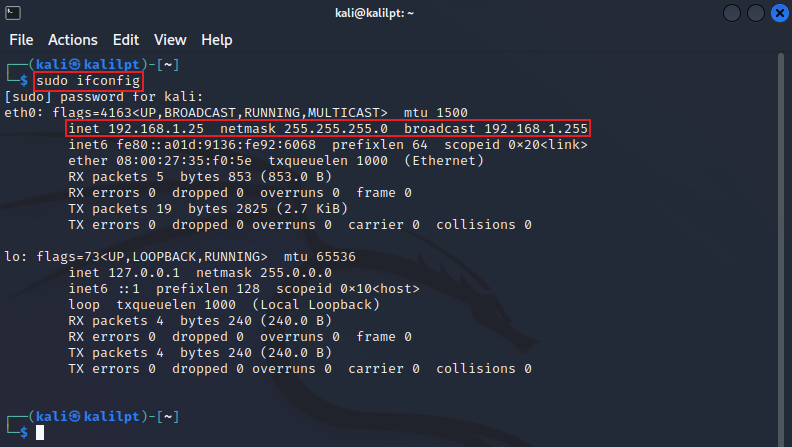 kali@kalilpt: ~
File Actions Edit View Help
┌──(kali㉿kalilpt)-[~]
└─$ sudo ifconfig
[sudo] password for kali:
eth0: flags=4163<UP,BROADCAST,RUNNING,MULTICAST>  mtu 1500
        inet 192.168.1.25  netmask 255.255.255.0  broadcast 192.168.1.255
        inet6 fe80::a01d:9136:fe92:6068  prefixlen 64  scopeid 0×20<link>
        ether 08:00:27:35:f0:5e  txqueuelen 1000  (Ethernet)
        RX packets 5  bytes 853 (853.0 B)
        RX errors 0  dropped 0  overruns 0  frame 0
        TX packets 19  bytes 2825 (2.7 KiB)
        TX errors 0  dropped 0 overruns 0  carrier 0  collisions 0

lo: flags=73<UP,LOOPBACK,RUNNING>  mtu 65536
        inet 127.0.0.1  netmask 255.0.0.0
        inet6 ::1  prefixlen 128  scopeid 0×10<host>
        loop  txqueuelen 1000  (Local Loopback)
        RX packets 4  bytes 240 (240.0 B)
        RX errors 0  dropped 0  overruns 0  frame 0
        TX packets 4  bytes 240 (240.0 B)
        TX errors 0  dropped 0 overruns 0  carrier 0  collisions 0

┌──(kali㉿kalilpt)-[~]
└─$